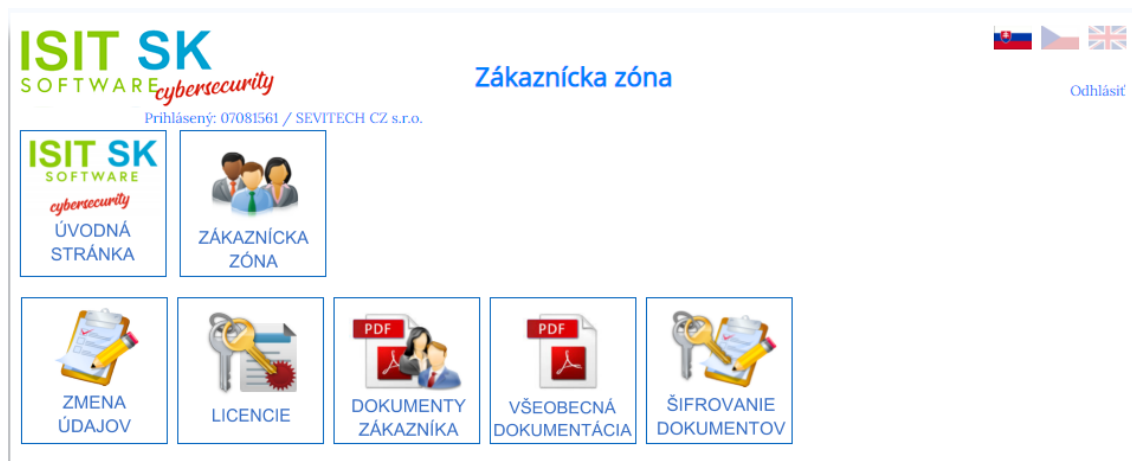 ISIT SK
SOFTWARE
cybersecurity
Zákaznícka zóna
Odhlásiť
Prihlásený: 07081561 / SEVITECH CZ s.r.o.
ISIT SK
SOFTWARE
cybersecurity
ÚVODNÁ
STRÁNKA
ZÁKAZNÍCKA
ZÓNA
ZMENA
ÚDAJOV
LICENCIE
PDF
DOKUMENTY
ZÁKAZNÍKA
PDF
VŠEOBECNÁ
DOKUMENTÁCIA
ŠIFROVANIE
DOKUMENTOV